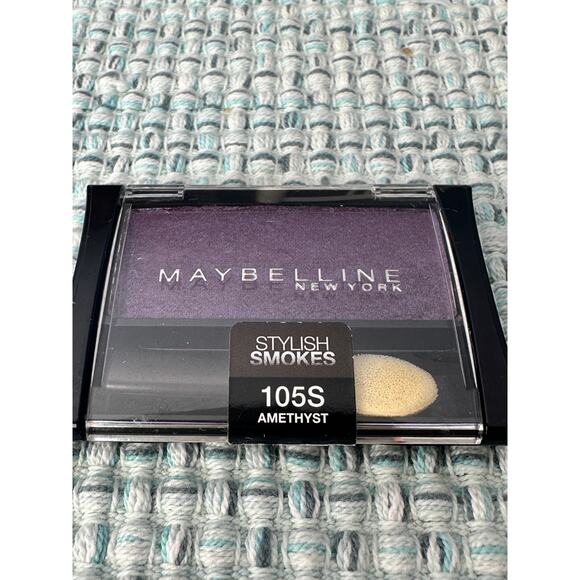 MAYBELLINE
NEW YORK
STYLISH
SMOKES
105S
AMETHYST